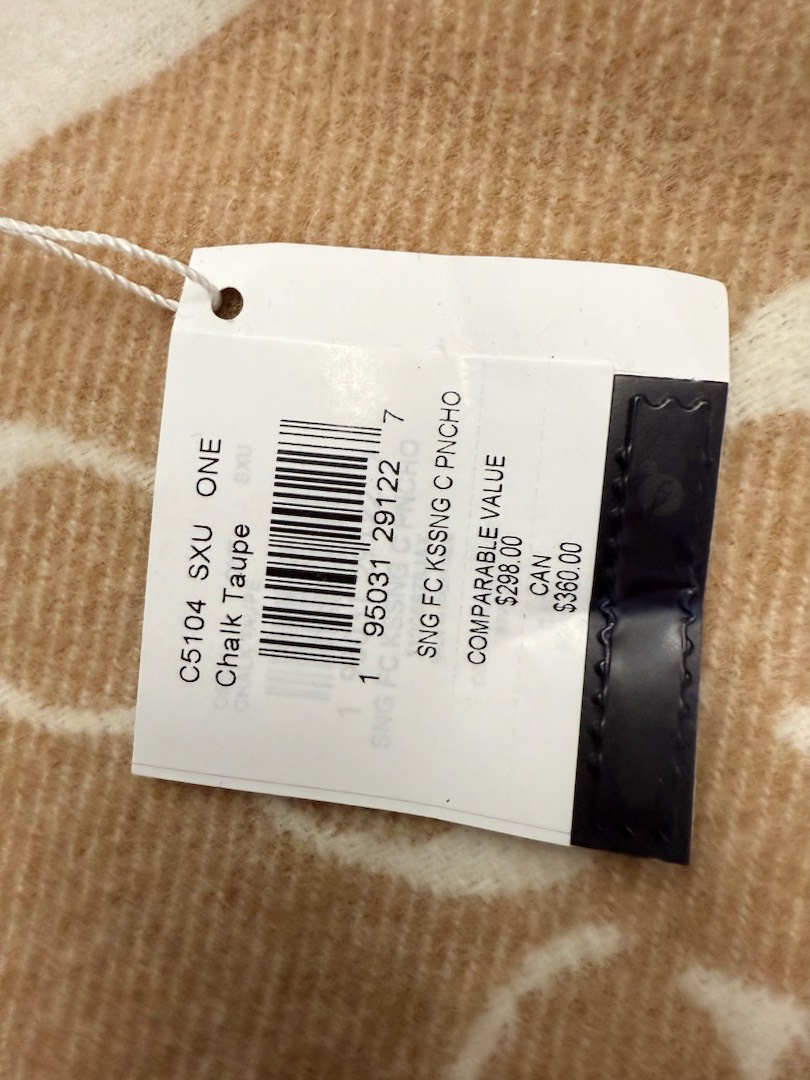 C5104 SXU ONE
Chalk Taupe
1 95031 29122 7
SNG FC KSSNG C PNCHO
COMPARABLE VALUE
$298.00
CAN
$360.00